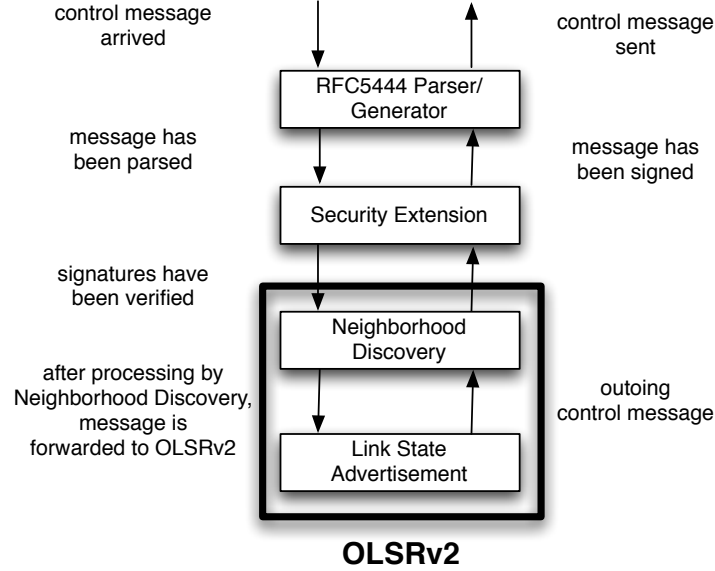 control message
arrived
control message
sent
RFC5444 Parser/
Generator
message has
been parsed
message has
been signed
Security Extension
signatures have
been verified
Neighborhood
Discovery
after processing by
Neighborhood Discovery,
message is
forwarded to OLSRv2
outoing
control message
Link State
Advertisement
OLSRv2